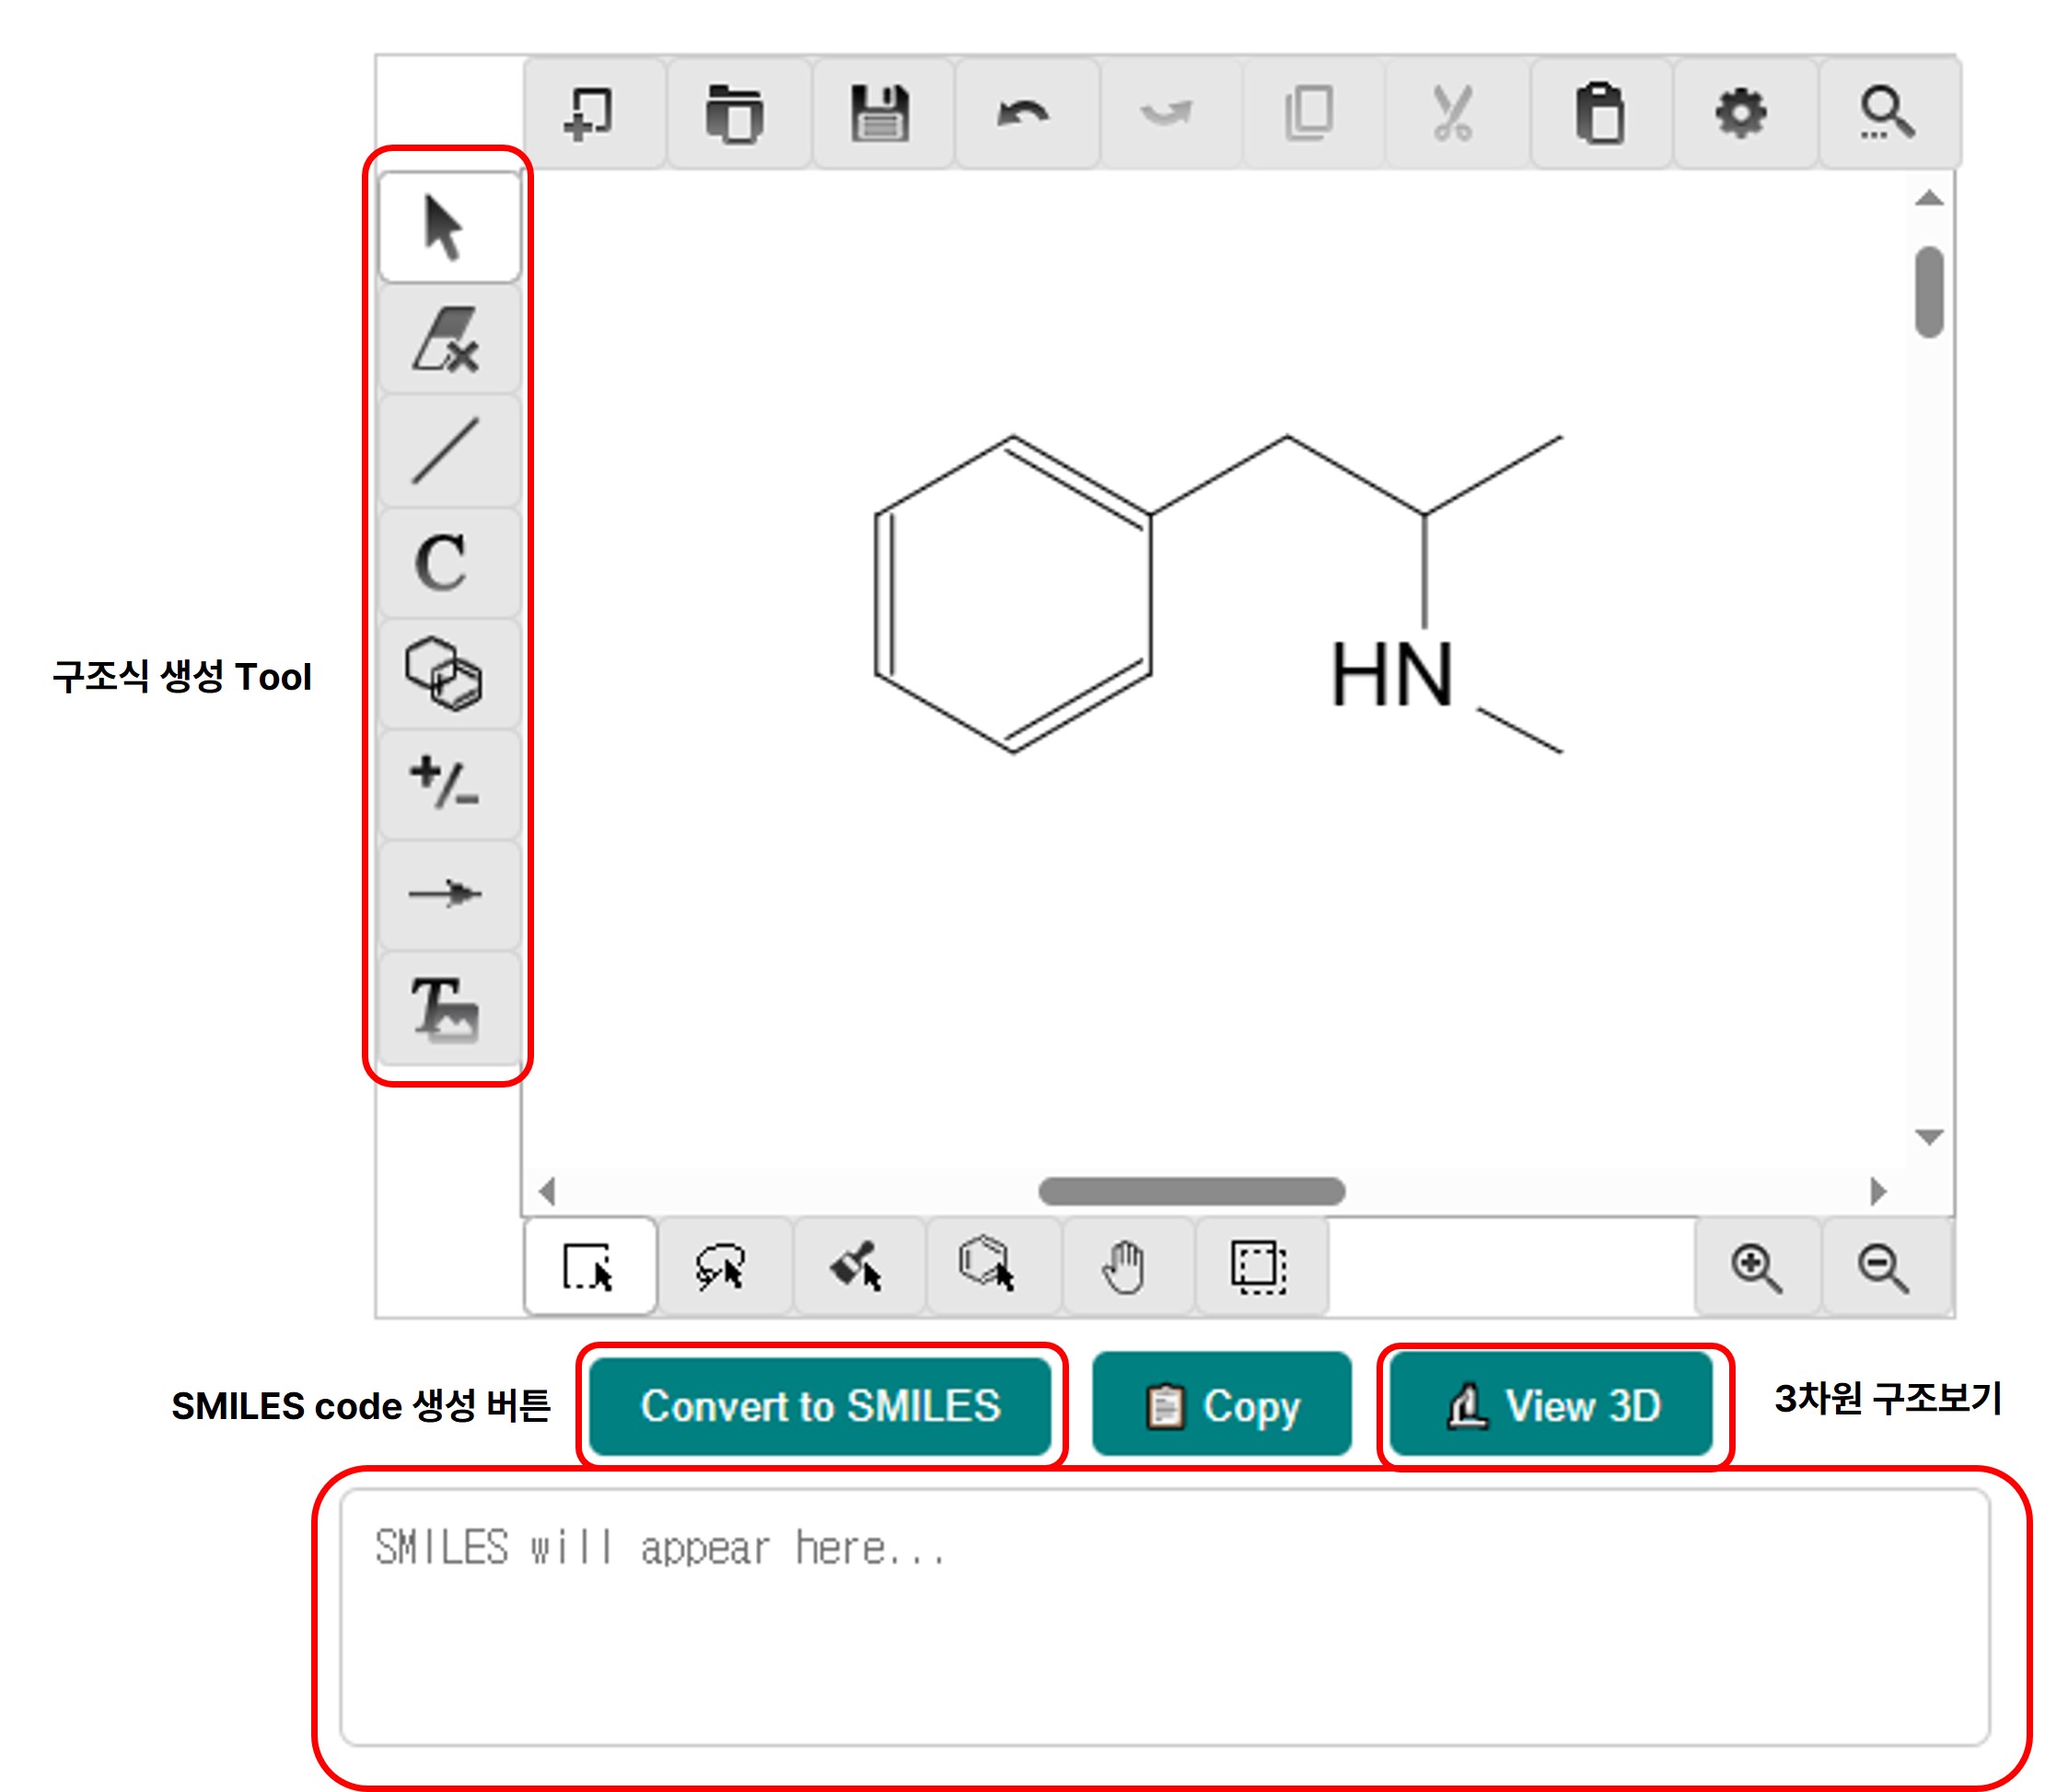 C
구조식 생성 Tool
HN
SMILES code 생성 버튼
Convert to SMILES
Copy
View 3D
3차원 구조보기
SMILES will appear here...